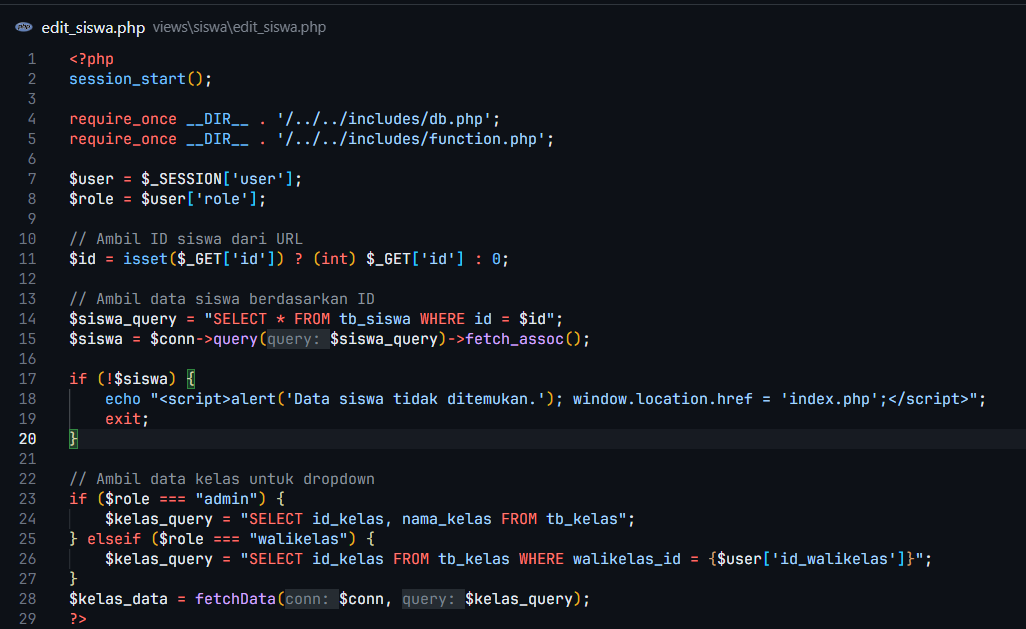 php edit_siswa.php views\siswa\edit_siswa.php
1 <?php
2 session_start();
3
4 require_once __DIR__ . '/../../includes/db.php';
5 require_once __DIR__ . '/../../includes/function.php';
6
7 $user = $_SESSION['user'];
8 $role = $user['role'];
9
10 // Ambil ID siswa dari URL
11 $id = isset($_GET['id']) ? (int) $_GET['id'] : 0;
12
13 // Ambil data siswa berdasarkan ID
14 $siswa_query = "SELECT * FROM tb_siswa WHERE id = $id";
15 $siswa = $conn->query(query: $siswa_query)->fetch_assoc();
16
17 if (!$siswa) {
18     echo "<script>alert('Data siswa tidak ditemukan.'); window.location.href = 'index.php';</script>";
19     exit;
20 }
21
22 // Ambil data kelas untuk dropdown
23 if ($role === "admin") {
24     $kelas_query = "SELECT id_kelas, nama_kelas FROM tb_kelas";
25 } elseif ($role === "walikelas") {
26     $kelas_query = "SELECT id_kelas FROM tb_kelas WHERE walikelas_id = {$user['id_walikelas']}";
27 }
28 $kelas_data = fetchData(conn: $conn, query: $kelas_query);
29 ?>